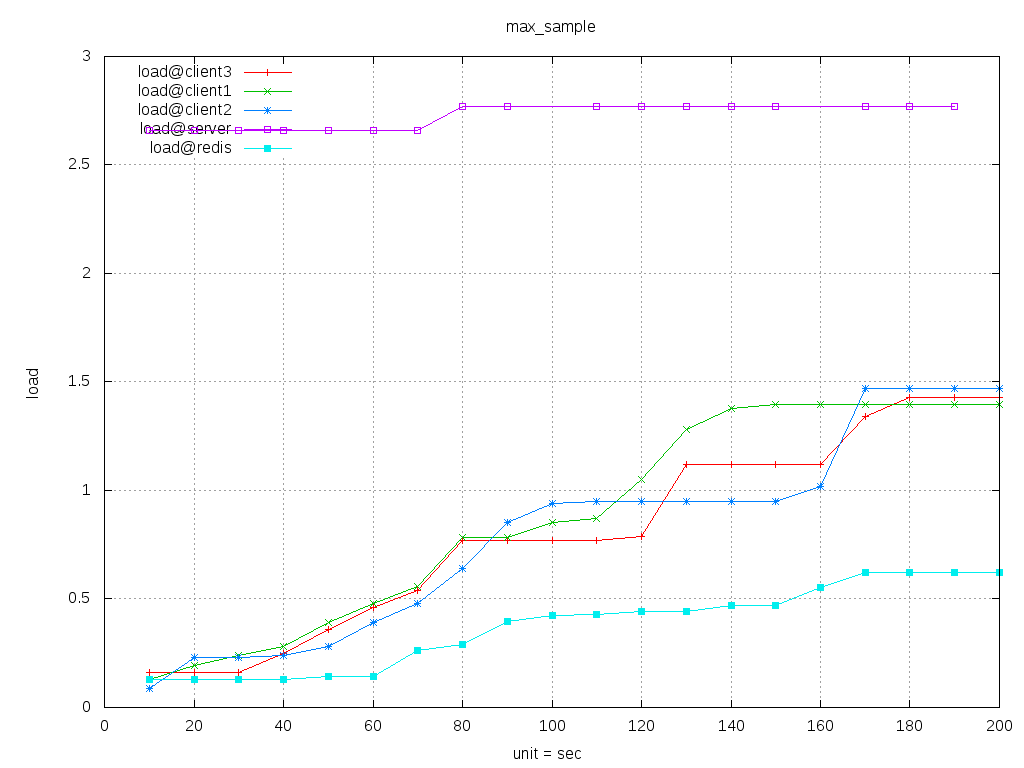 max_sample
3
2.5
2
1.5
1
0.5
0
load
load@client3
load@client1
load@client2
load@server
load@redis
0 20 40 60 80 100 120 140 160 180 200
unit = sec